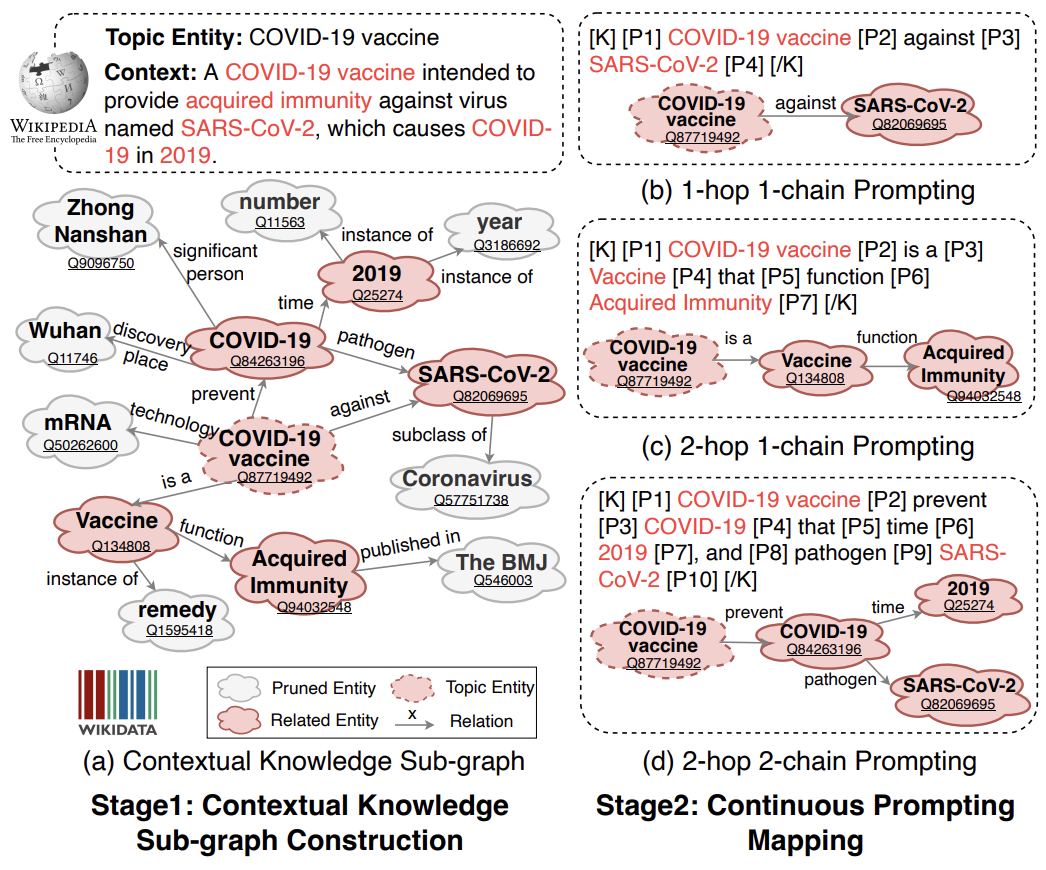 Topic Entity: COVID-19 vaccine
Context: A COVID-19 vaccine intended to
provide acquired immunity against virus
named SARS-CoV-2, which causes COVID-
19 in 2019.
WIKIPEDIA
The Free Encyclopedia
Zhong
Nanshan
Q9096750
significant
person
number
Q11563
instance of
year
Q3186692
instance of
2019
Q25274
time
Wuhan
Q11746
discovery
place
COVID-19
Q84263196
pathogen
SARS-CoV-2
Q82069695
prevent
against
mRNA
Q50262600
technology
COVID-19
vaccine
Q87719492
subclass of
Coronavirus
Q57751738
is a
Vaccine
Q134808
function
Acquired
Immunity
Q94032548
published in
The BMJ
Q546003
instance of
remedy
Q1595418
WIKIDATA
Pruned Entity
Topic Entity
Related Entity
x
Relation
(a) Contextual Knowledge Sub-graph
Stage1: Contextual Knowledge
Sub-graph Construction
[K] [P1] COVID-19 vaccine [P2] against [P3]
SARS-CoV-2 [P4] [/K]
COVID-19
vaccine
Q87719492
against
SARS-CoV-2
Q82069695
(b) 1-hop 1-chain Prompting
[K] [P1] COVID-19 vaccine [P2] is a [P3]
Vaccine [P4] that [P5] function [P6]
Acquired Immunity [P7] [/K]
COVID-19
vaccine
Q87719492
is a
Vaccine
Q134808
function
Acquired
Immunity
Q94032548
(c) 2-hop 1-chain Prompting
[K] [P1] COVID-19 vaccine [P2] prevent
[P3] COVID-19 [P4] that [P5] time [P6]
2019 [P7], and [P8] pathogen [P9] SARS-
CoV-2 [P10] [/K]
COVID-19
vaccine
Q87719492
prevent
COVID-19
Q84263196
time
2019
Q25274
pathogen
SARS-CoV-2
Q82069695
(d) 2-hop 2-chain Prompting
Stage2: Continuous Prompting
Mapping